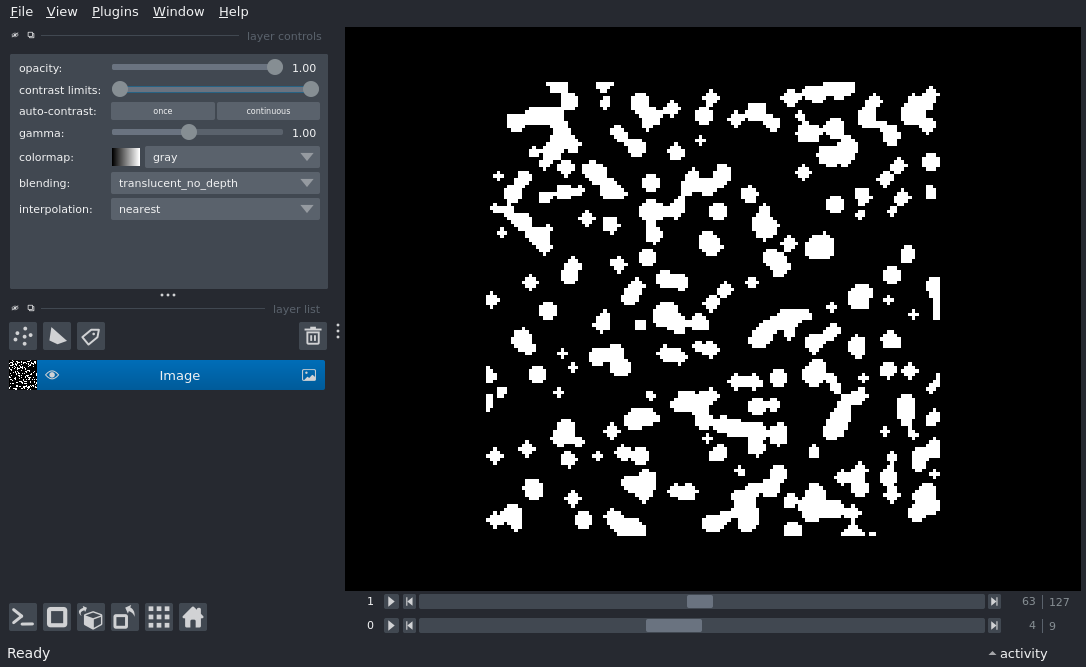 File View Plugins Window Help
layer controls
opacity: 1.00
contrast limits:
auto-contrast: once continuous
gamma: 1.00
colormap: gray
blending: translucent_no_depth
interpolation: nearest
layer list
Image
1 63 127
0 4 9
Ready activity